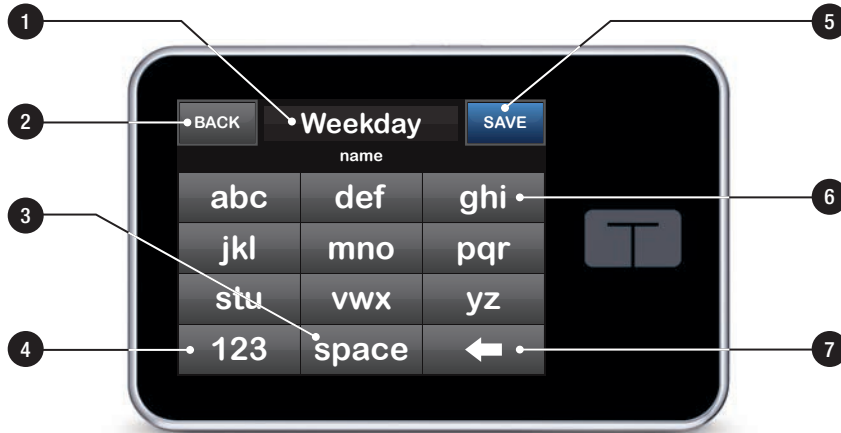 1
5
2
BACK
Weekday
SAVE
name
abc
def
ghi
6
3
jkl
mno
pqr
stu
vwx
yz
4
123
space
7